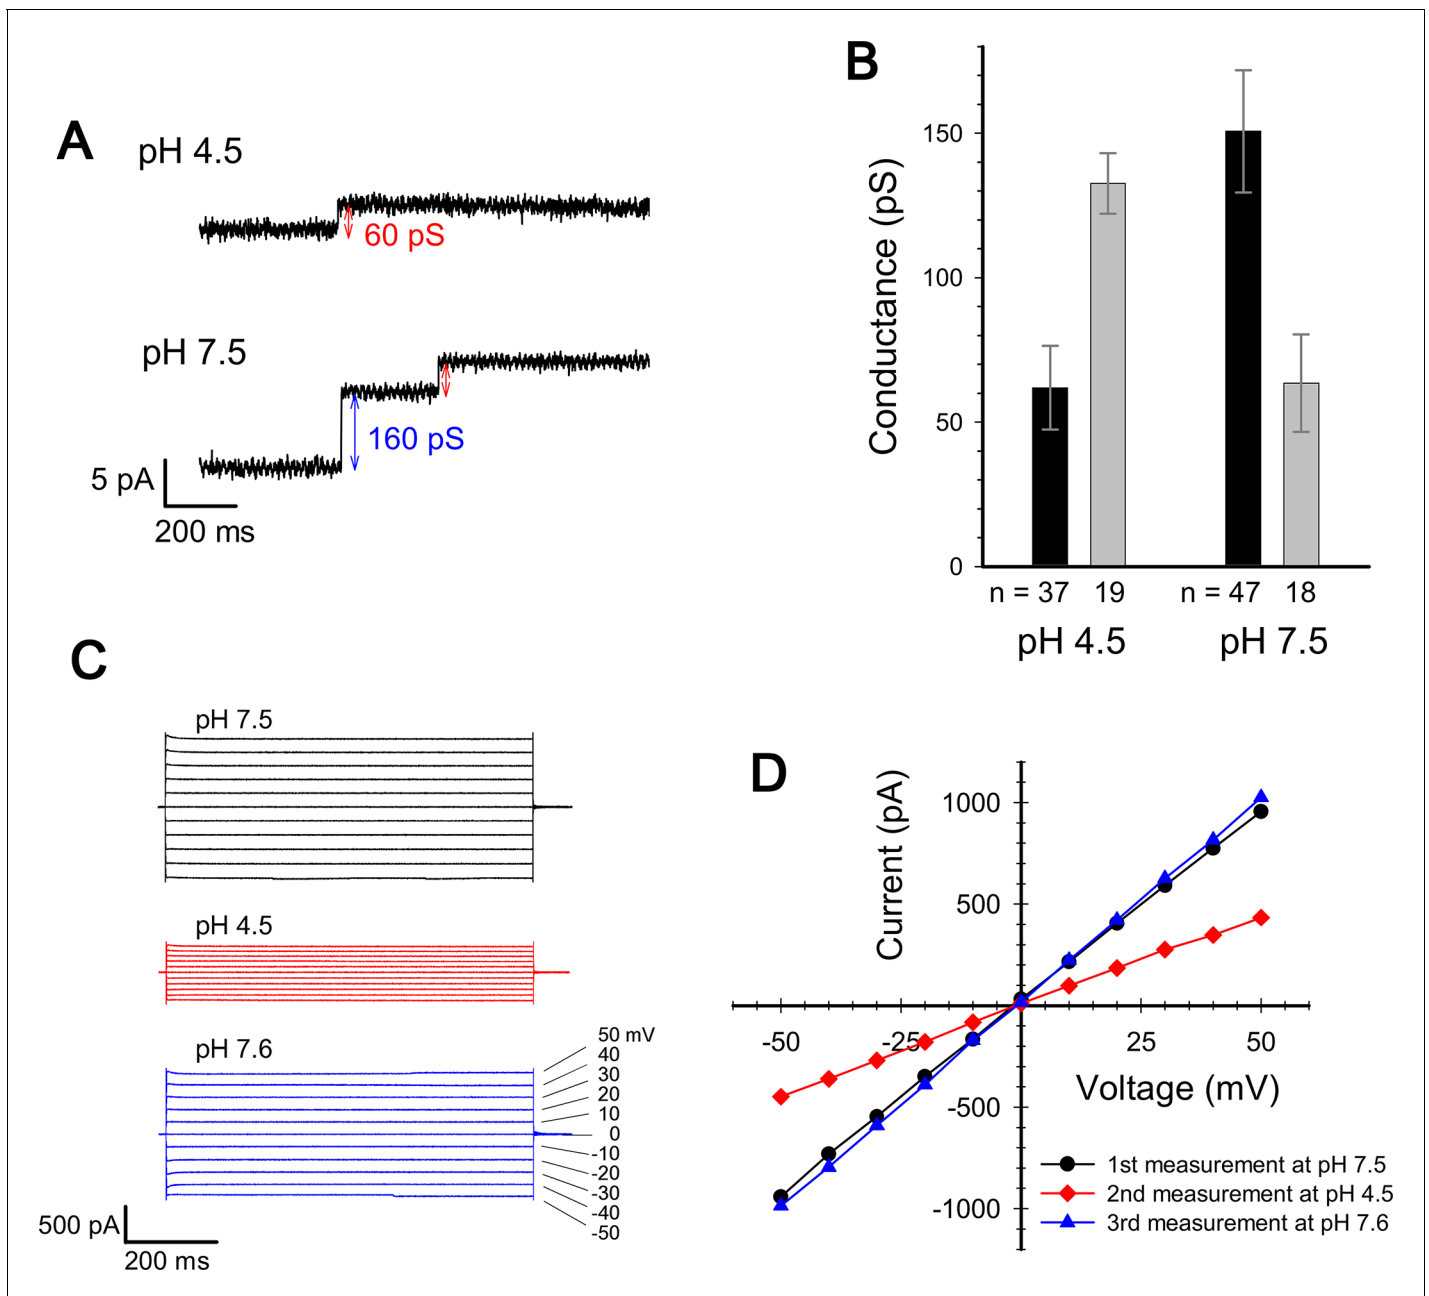 A
pH 4.5
60 pS
pH 7.5
160 pS
5 pA
200 ms
B
Conductance (pS)
150
100
50
0
n = 37 19 n = 47 18
pH 4.5 pH 7.5
C
pH 7.5
pH 4.5
pH 7.6
50 mV
40
30
20
10
0
-10
-20
-30
-40
-50
500 pA
200 ms
D
Current (pA)
1000
500
-50 -25 25 50
Voltage (mV)
-500
-1000
1st measurement at pH 7.5
2nd measurement at pH 4.5
3rd measurement at pH 7.6